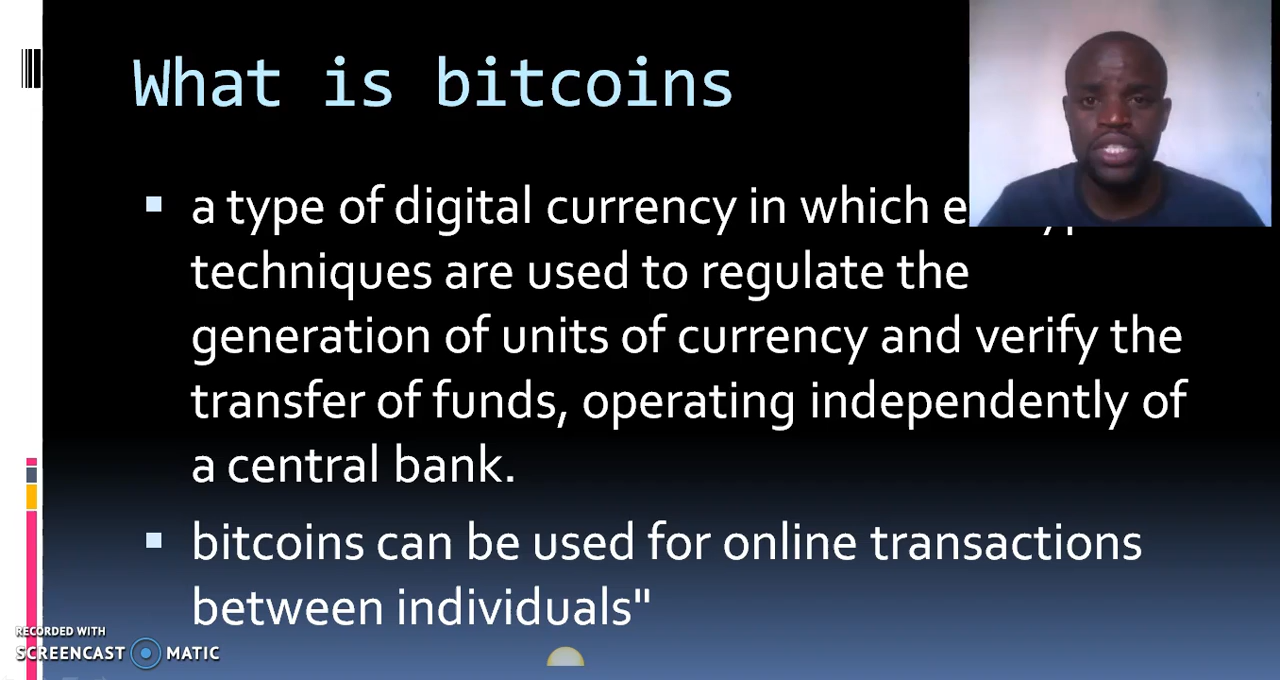 What is bitcoins
a type of digital currency in which
techniques are used to regulate the
generation of units of currency and verify the
transfer of funds, operating independently of
a central bank.
bitcoins can be used for online transactions
between individuals"
RECORDED WITH
SCREENCAST MATIC